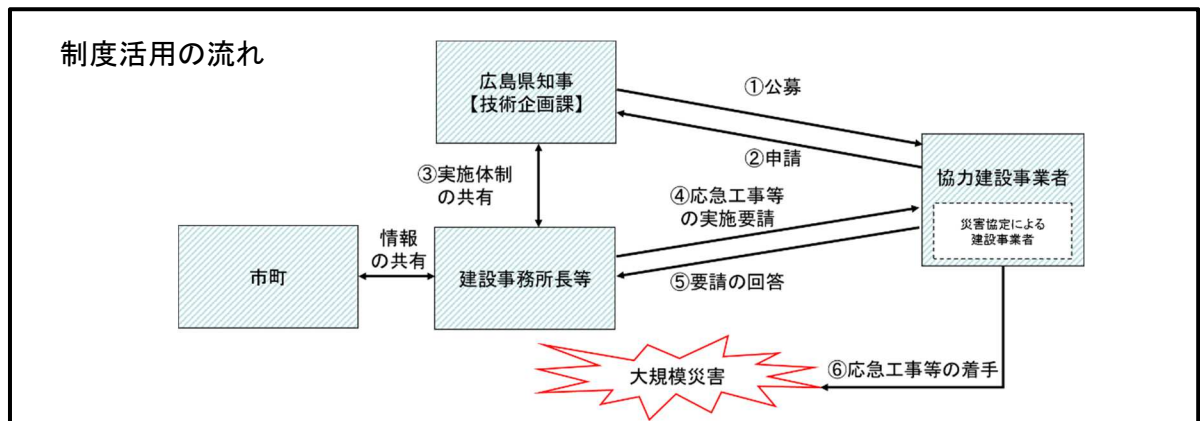 制度活用の流れ
広島県知事
【技術企画課】
①公募
②申請
協力建設事業者
災害協定による
建設事業者
③実施体制
の共有
④応急工事等
の実施要請
情報
の共有
市町
建設事務所長等
⑤要請の回答
大規模災害
⑥応急工事等の着手